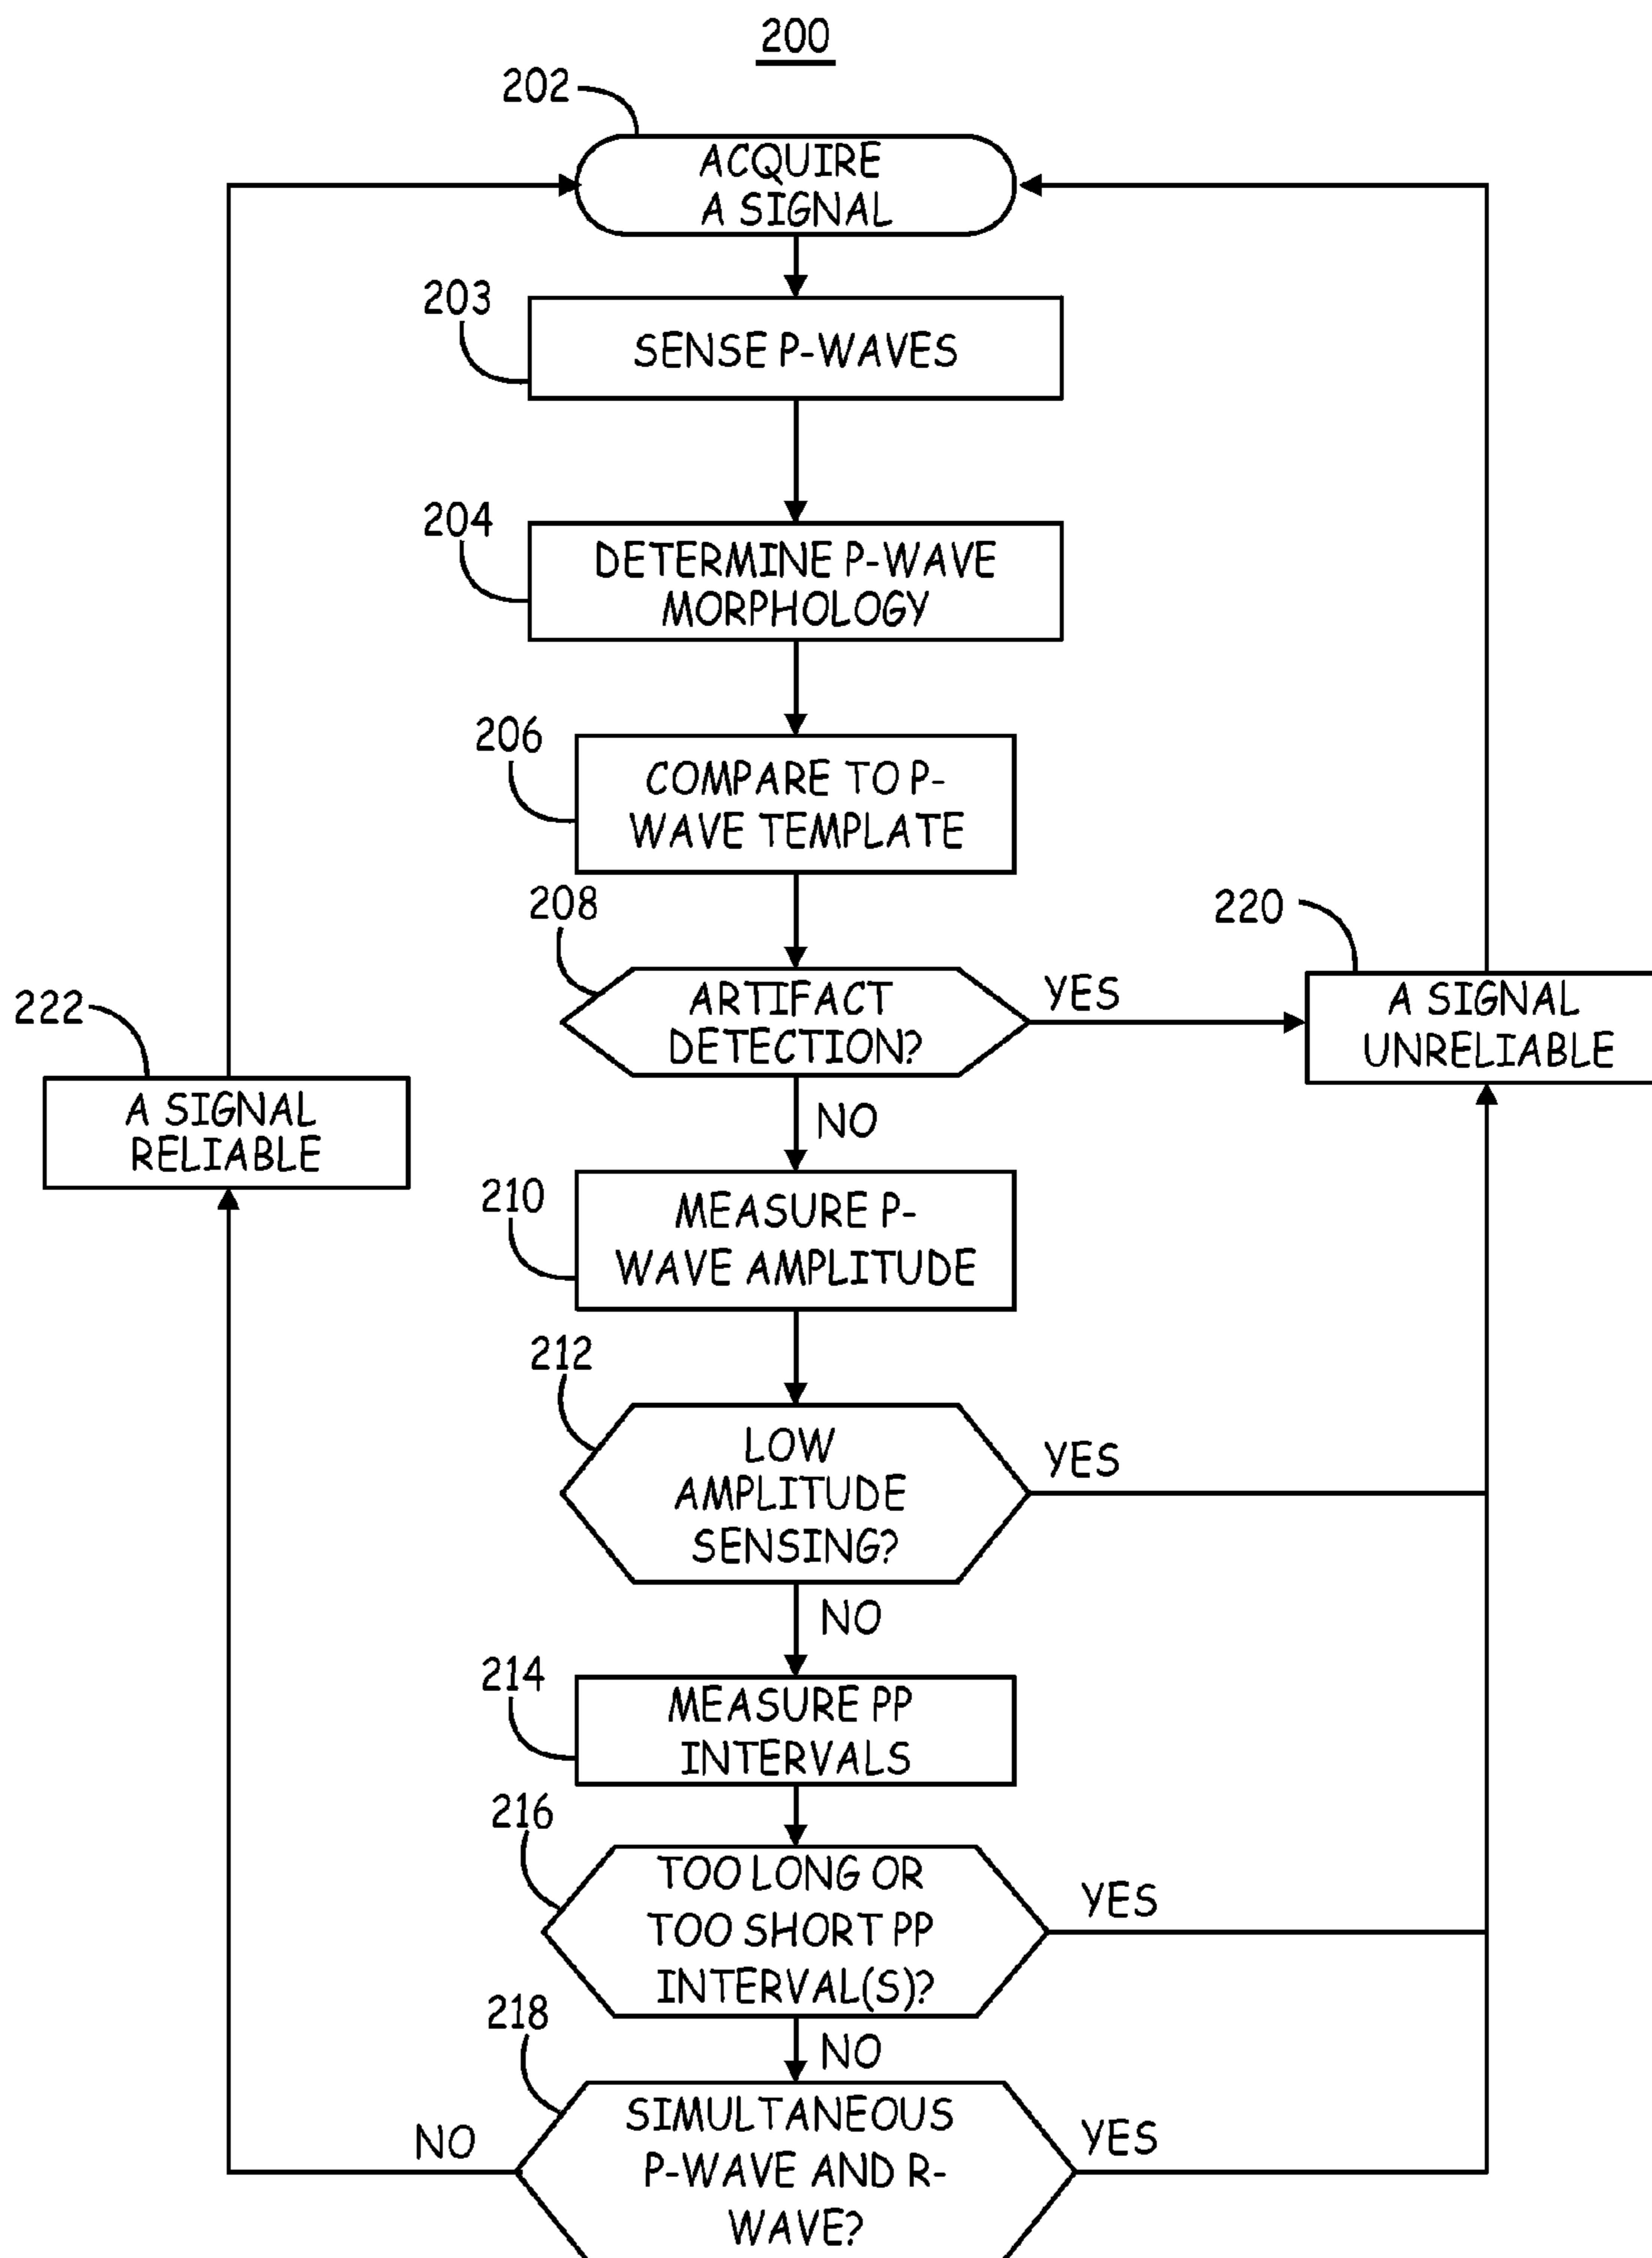 200
202
ACQUIRE
A SIGNAL
203
SENSE P-WAVES
204
DETERMINE P-WAVE
MORPHOLOGY
206
COMPARE TO P-
WAVE TEMPLATE
208
ARTIFACT
DETECTION?
YES
220
A SIGNAL
UNRELIABLE
222
A SIGNAL
RELIABLE
NO
210
MEASURE P-
WAVE AMPLITUDE
212
LOW
AMPLITUDE
SENSING?
YES
NO
214
MEASURE PP
INTERVALS
216
TOO LONG OR
TOO SHORT PP
INTERVAL(S)?
YES
NO
218
SIMULTANEOUS
P-WAVE AND R-
WAVE?
NO
YES